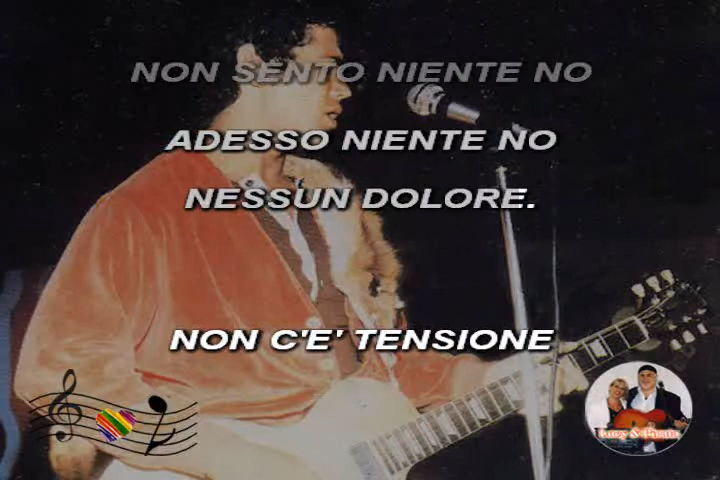 NON SENTO NIENTE NO
ADESSO NIENTE NO
NESSUN DOLORE.
NON C'E' TENSIONE